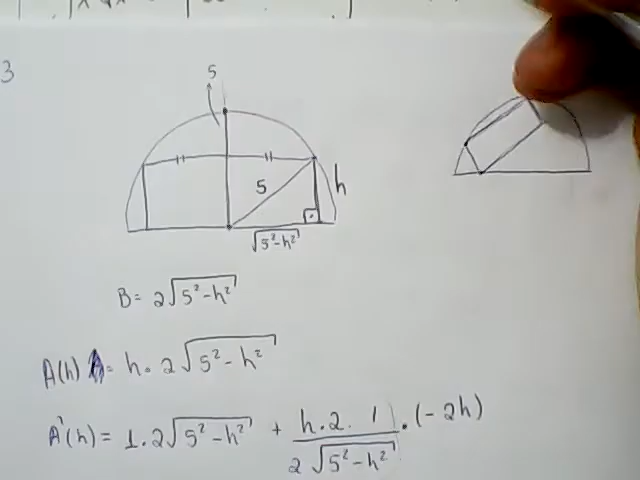 3
5
5
h
√(5²-h²)
B = 2√(5²-h²)
A(h) = h · 2√(5²-h²)
A'(h) = 1 · 2√(5²-h²) + (h · 2 · 1)/(2√(5²-h²)) · (-2h)